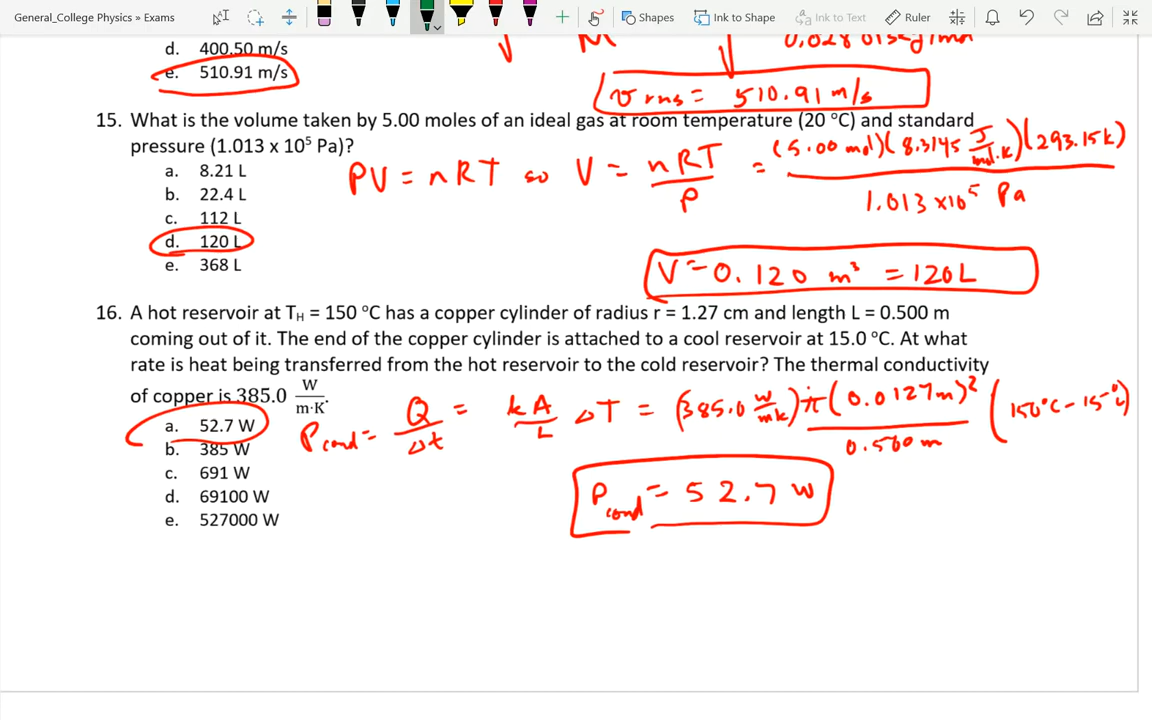 General_College Physics » Exams
Shapes
Ink to Shape
Ink to Text
Ruler
d. 400.50 m/s
M
e. 510.91 m/s
v rms = 510.91 m/s
15. What is the volume taken by 5.00 moles of an ideal gas at room temperature (20 °C) and standard
pressure (1.013 x 10⁵ Pa)?
a. 8.21 L
b. 22.4 L
c. 112 L
d. 120 L
e. 368 L
PV = nRT so V = nRT / P = (5.00 mol)(8.3145 J/mol·K)(293.15K) / 1.013 x10⁵ Pa
V = 0.120 m³ = 120L
16. A hot reservoir at T_H = 150 °C has a copper cylinder of radius r = 1.27 cm and length L = 0.500 m
coming out of it. The end of the copper cylinder is attached to a cool reservoir at 15.0 °C. At what
rate is heat being transferred from the hot reservoir to the cold reservoir? The thermal conductivity
of copper is 385.0 W/m·K.
a. 52.7 W
b. 385 W
c. 691 W
d. 69100 W
e. 527000 W
P cond = Q/Δt = kA/L ΔT = (385.0 W/mK) π(0.0127m)² / 0.500 m (150°C - 15°C)
P cond = 52.7 W